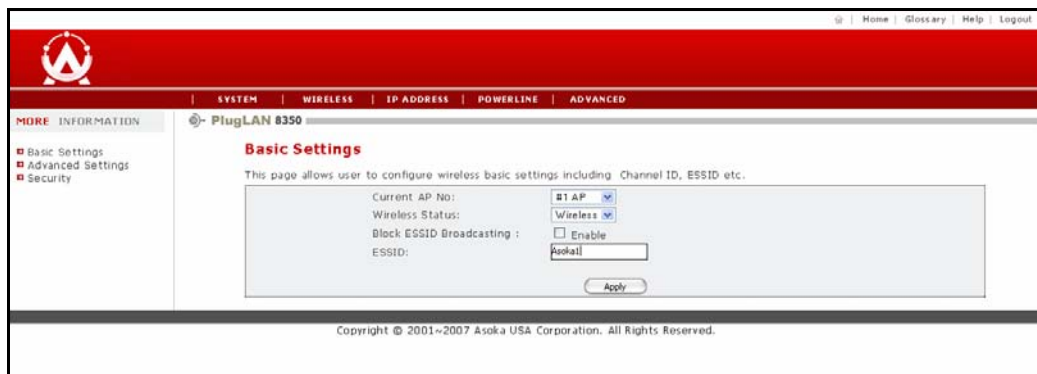 Home | Glossary | Help | Logout
| SYSTEM | WIRELESS | IP ADDRESS | POWERLINE | ADVANCED
MORE INFORMATION
Basic Settings
Advanced Settings
Security
PlugLAN 8350
Basic Settings
This page allows user to configure wireless basic settings including Channel ID, ESSID etc.
Current AP No: #1 AP
Wireless Status: Wireless
Block ESSID Broadcasting : Enable
ESSID: Asoka1
Apply
Copyright © 2001~2007 Asoka USA Corporation. All Rights Reserved.